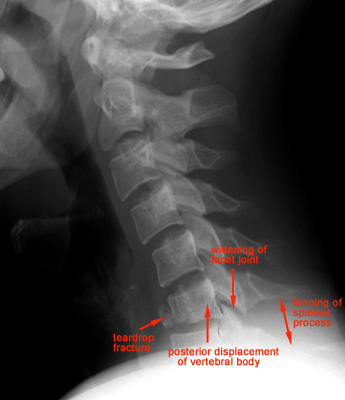 widening of
facet joint
fanning of
spinous
process
teardrop
fracture
posterior displacement
of vertebral body